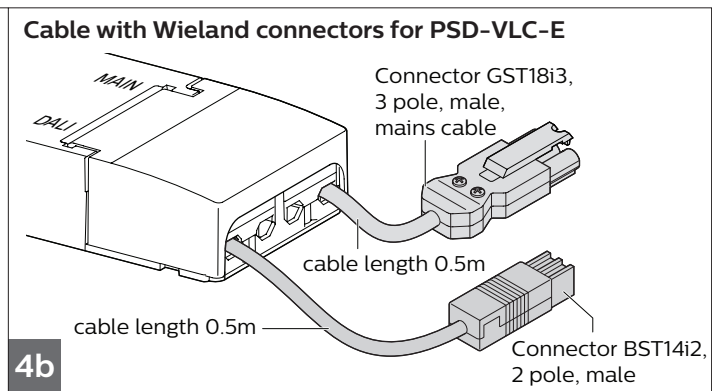 Cable with Wieland connectors for PSD-VLC-E
MAIN
DALI
Connector GST18i3,
3 pole, male,
mains cable
cable length 0.5m
cable length 0.5m
Connector BST14i2,
2 pole, male
4b